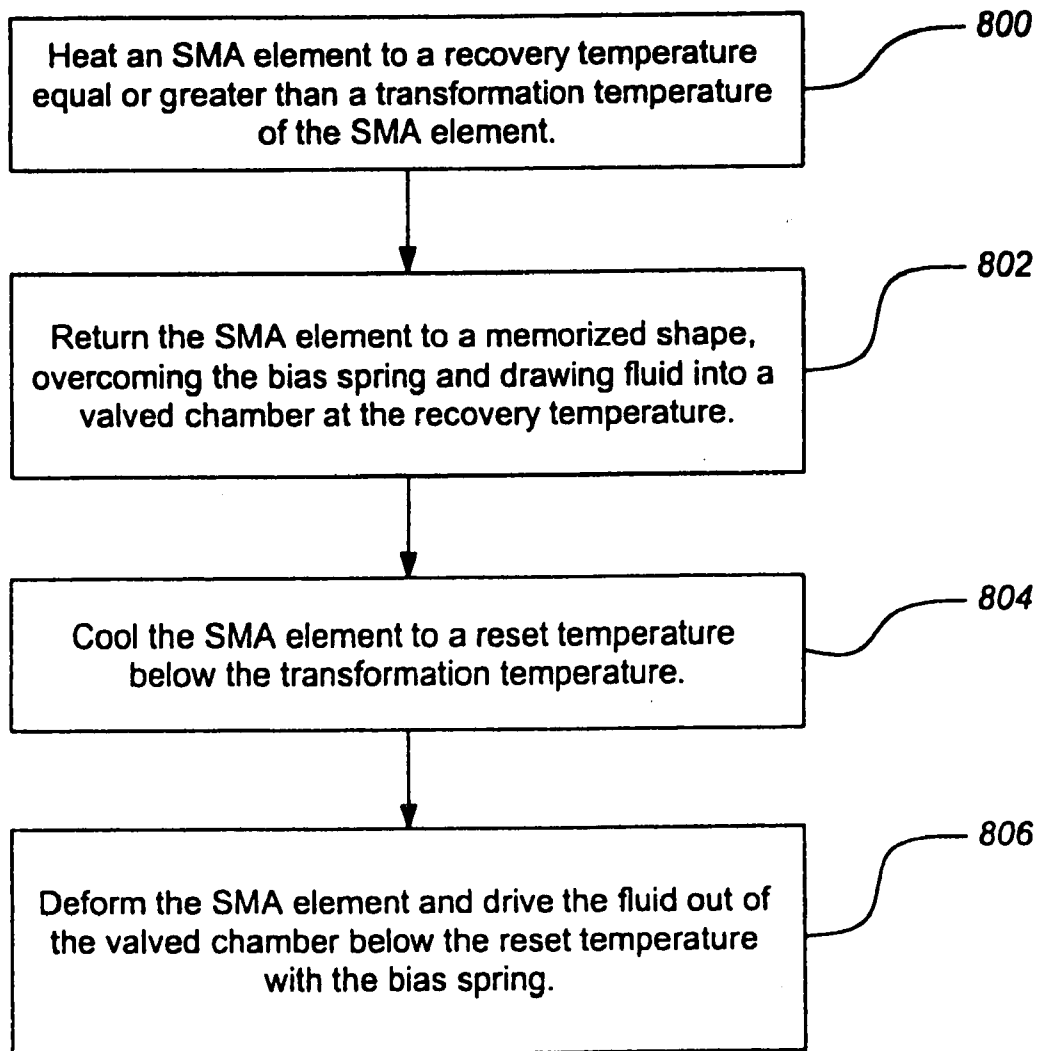 Heat an SMA element to a recovery temperature
equal or greater than a transformation temperature
of the SMA element.
800
Return the SMA element to a memorized shape,
overcoming the bias spring and drawing fluid into a
valved chamber at the recovery temperature.
802
Cool the SMA element to a reset temperature
below the transformation temperature.
804
Deform the SMA element and drive the fluid out of
the valved chamber below the reset temperature
with the bias spring.
806